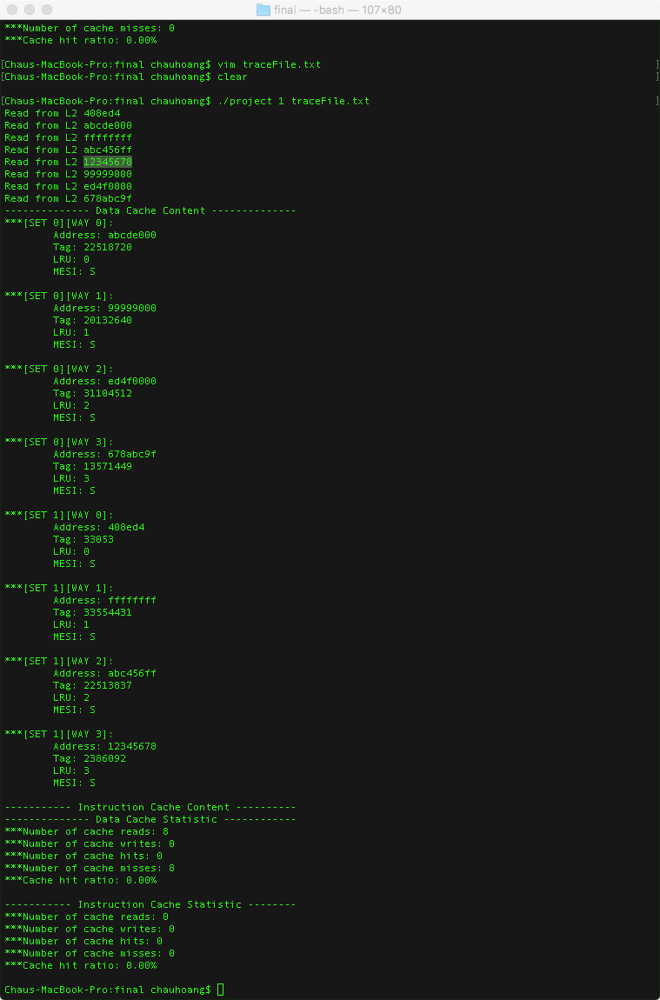 final — -bash — 107×80
***Number of cache misses: 0
***Cache hit ratio: 0.00%
[Chaus-MacBook-Pro:final chauhoang$ vim traceFile.txt ]
[Chaus-MacBook-Pro:final chauhoang$ clear ]
[Chaus-MacBook-Pro:final chauhoang$ ./project 1 traceFile.txt ]
Read from L2 408ed4
Read from L2 abcde000
Read from L2 ffffffff
Read from L2 abc456ff
Read from L2 12345678
Read from L2 99999000
Read from L2 ed4f0000
Read from L2 678abc9f
-------------- Data Cache Content --------------
***[SET 0][WAY 0]:
Address: abcde000
Tag: 22518720
LRU: 0
MESI: S
***[SET 0][WAY 1]:
Address: 99999000
Tag: 20132640
LRU: 1
MESI: S
***[SET 0][WAY 2]:
Address: ed4f0000
Tag: 31104512
LRU: 2
MESI: S
***[SET 0][WAY 3]:
Address: 678abc9f
Tag: 13571449
LRU: 3
MESI: S
***[SET 1][WAY 0]:
Address: 408ed4
Tag: 33053
LRU: 0
MESI: S
***[SET 1][WAY 1]:
Address: ffffffff
Tag: 33554431
LRU: 1
MESI: S
***[SET 1][WAY 2]:
Address: abc456ff
Tag: 22513837
LRU: 2
MESI: S
***[SET 1][WAY 3]:
Address: 12345678
Tag: 2386092
LRU: 3
MESI: S
----------- Instruction Cache Content ----------
-------------- Data Cache Statistic ------------
***Number of cache reads: 8
***Number of cache writes: 0
***Number of cache hits: 0
***Number of cache misses: 8
***Cache hit ratio: 0.00%
----------- Instruction Cache Statistic --------
***Number of cache reads: 0
***Number of cache writes: 0
***Number of cache hits: 0
***Number of cache misses: 0
***Cache hit ratio: 0.00%
Chaus-MacBook-Pro:final chauhoang$